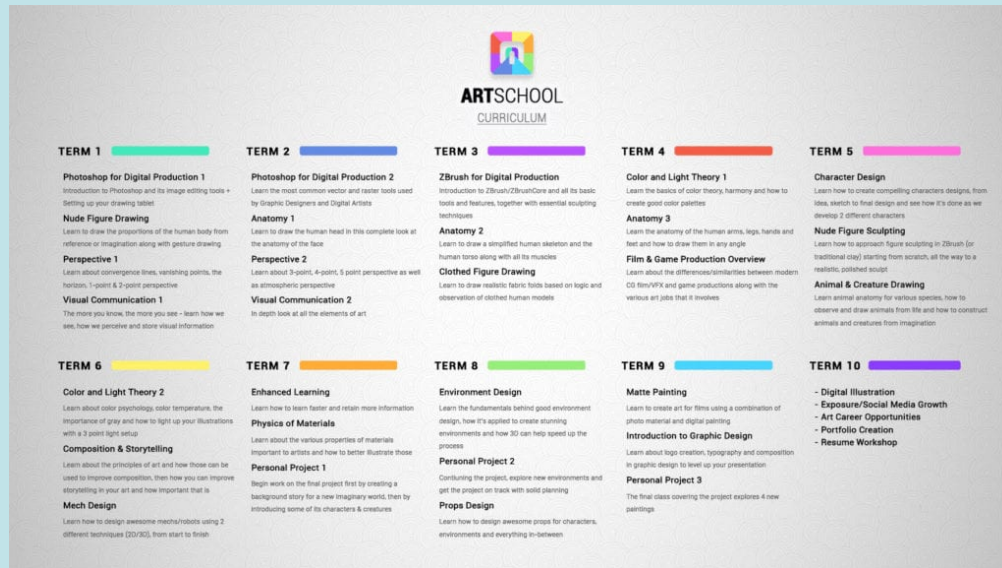 ARTSCHOOL
CURRICULUM
TERM 1
Photoshop for Digital Production 1
Introduction to Photoshop and its image editing tools +
Setting up your drawing tablet
Nude Figure Drawing
Learn to draw the proportions of the human body from
reference or imagination along with gesture drawing
Perspective 1
Learn about convergence lines, vanishing points, the
horizon, 1-point & 2-point perspective
Visual Communication 1
The more you know, the more you see - learn how we
see, how we perceive and store visual information
TERM 2
Photoshop for Digital Production 2
Learn the most common vector and raster tools used
by Graphic Designers and Digital Artists
Anatomy 1
Learn to draw the human head in this complete look at
the anatomy of the face
Perspective 2
Learn about 3-point, 4-point, 5 point perspective as well
as atmospheric perspective
Visual Communication 2
In depth look at all the elements of art
TERM 3
ZBrush for Digital Production
Introduction to ZBrush/ZBrushCore and all its basic
tools and features, together with essential sculpting
techniques
Anatomy 2
Learn to draw a simplified human skeleton and the
human torso along with all its muscles
Clothed Figure Drawing
Learn to draw realistic fabric folds based on logic and
observation of clothed human models
TERM 4
Color and Light Theory 1
Learn the basics of color theory, harmony and how to
create good color palettes
Anatomy 3
Learn the anatomy of the human arms, legs, hands and
feet and how to draw them in any angle
Film & Game Production Overview
Learn about the differences/similarities between modern
CG film/VFX and game productions along with the
various art jobs that it involves
TERM 5
Character Design
Learn how to create compelling characters designs, from
idea, sketch to final design and see how it's done as we
develop 2 different characters
Nude Figure Sculpting
Learn how to approach figure sculpting in ZBrush (or
traditional clay) starting from scratch, all the way to a
realistic, polished sculpt
Animal & Creature Drawing
Learn animal anatomy for various species, how to
observe and draw animals from life and how to construct
animals and creatures from imagination
TERM 6
Color and Light Theory 2
Learn about color psychology, color temperature, the
importance of gray and how to light up your illustrations
with a 3 point light setup
Composition & Storytelling
Learn about the principles of art and how those can be
used to improve composition, then how you can improve
storytelling in your art and how important that is
Mech Design
Learn how to design awesome mechs/robots using 2
different techniques (2D/3D), from start to finish
TERM 7
Enhanced Learning
Learn how to learn faster and retain more information
Physics of Materials
Learn about the various properties of materials
important to artists and how to better illustrate those
Personal Project 1
Begin work on the final project first by creating a
background story for a new imaginary world, then by
introducing some of its characters & creatures
TERM 8
Environment Design
Learn the fundamentals behind good environment
design, how it's applied to create stunning
environments and how 3D can help speed up the
process
Personal Project 2
Contiuning the project, explore new environments and
get the project on track with solid planning
Props Design
Learn how to design awesome props for characters,
environments and everything in-between
TERM 9
Matte Painting
Learn to create art for films using a combination of
photo material and digital painting
Introduction to Graphic Design
Learn about logo creation, typography and composition
in graphic design to level up your presentation
Personal Project 3
The final class covering the project explores 4 new
paintings
TERM 10
- Digital Illustration
- Exposure/Social Media Growth
- Art Career Opportunities
- Portfolio Creation
- Resume Workshop